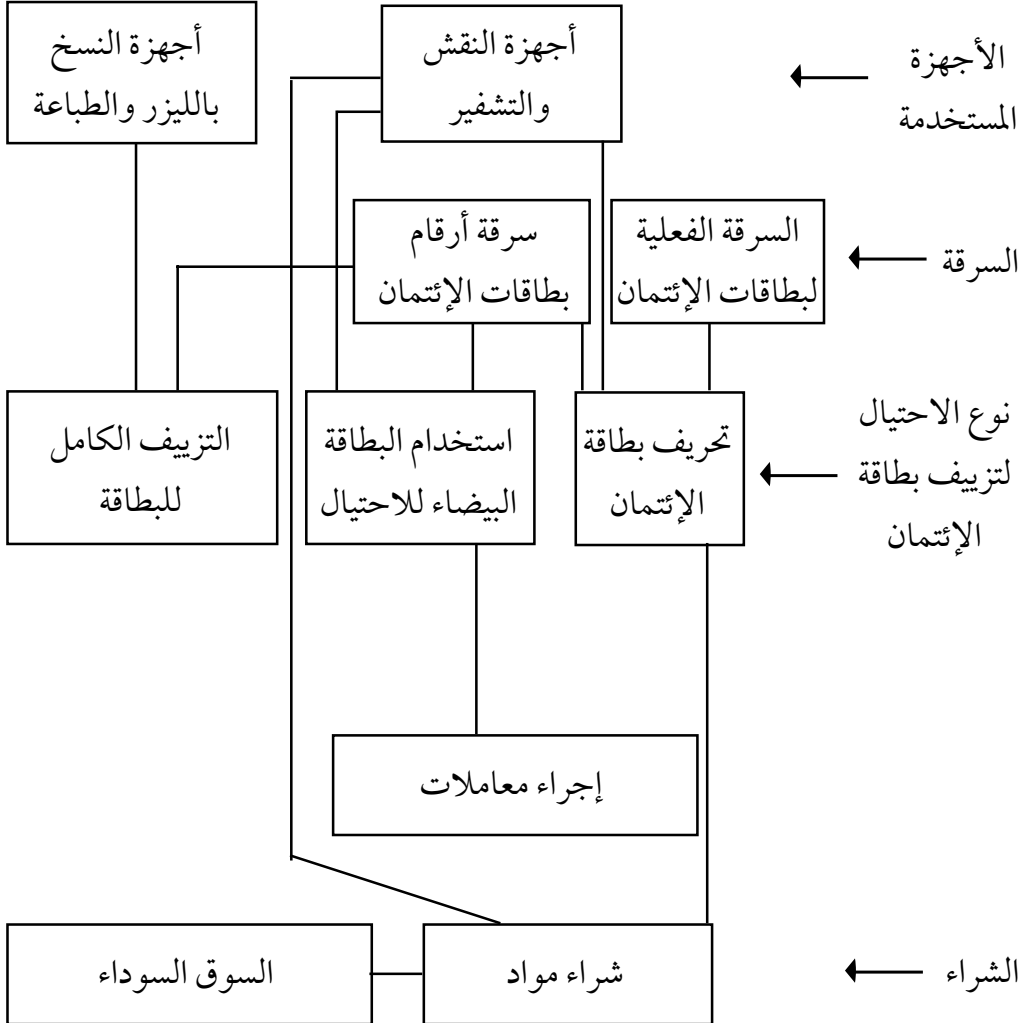 الأجهزة
المستخدمة
أجهزة النقش
والتشفير
أجهزة النسخ
بالليزر والطباعة
السرقة
السرقة الفعلية
لبطاقات الإئتمان
سرقة أرقام
بطاقات الإئتمان
نوع الاحتيال
لتزييف بطاقة
الإئتمان
تحريف بطاقة
الإئتمان
استخدام البطاقة
البيضاء للاحتيال
التزييف الكامل
للبطاقة
إجراء معاملات
الشراء
شراء مواد
السوق السوداء